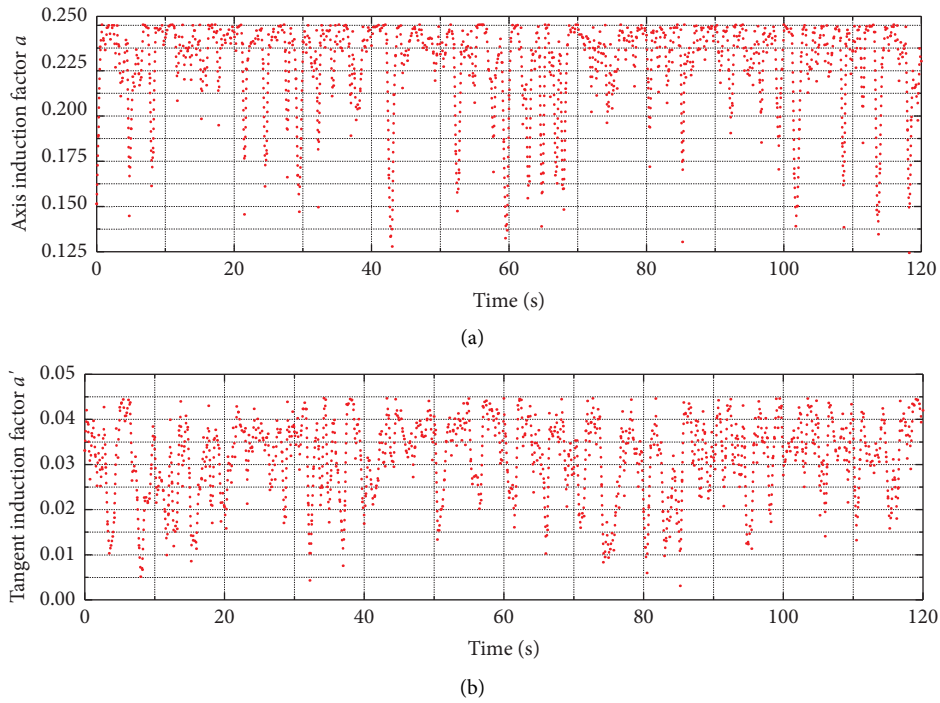 Axis induction factor a
0.250
0.225
0.200
0.175
0.150
0.125
0 20 40 60 80 100 120
Time (s)
(a)
Tangent induction factor a′
0.05
0.04
0.03
0.02
0.01
0.00
0 20 40 60 80 100 120
Time (s)
(b)